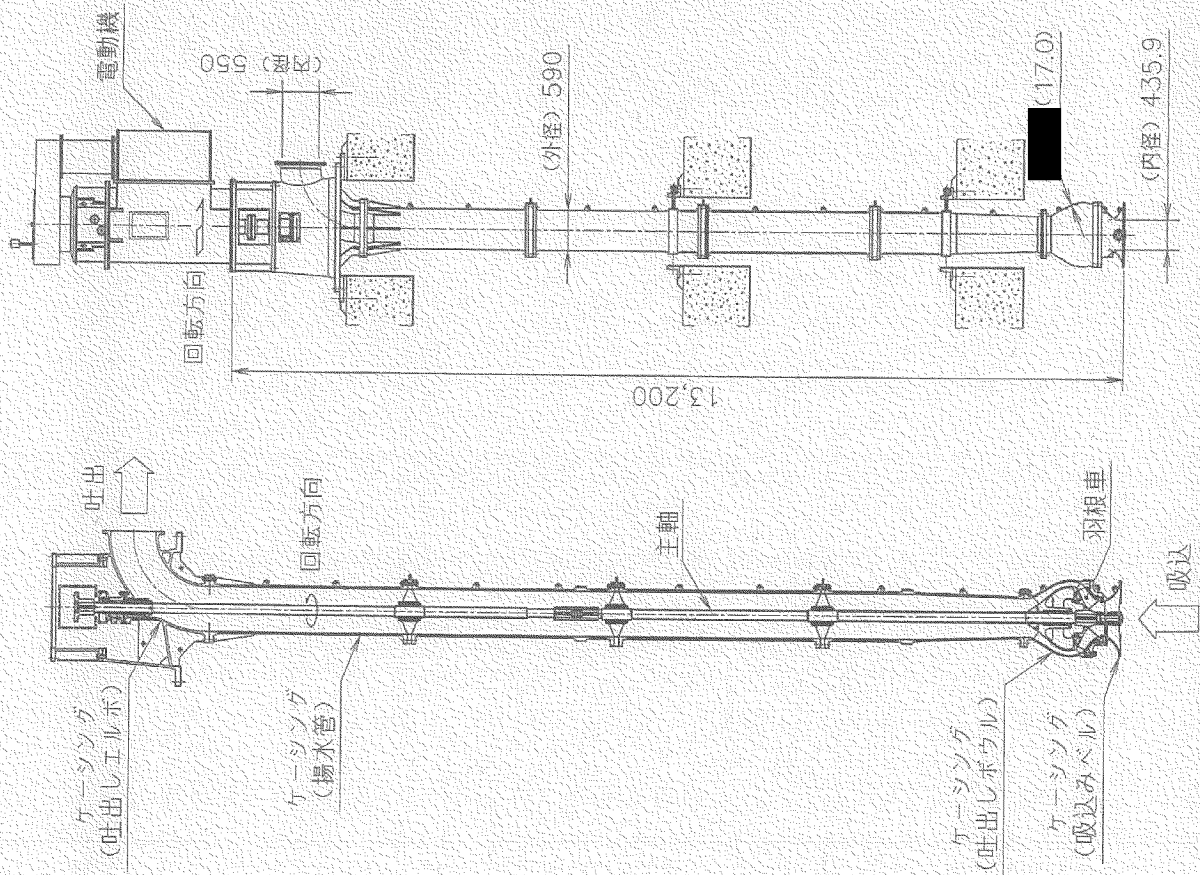 電動機
(内径) 550
(外径) 590
(17.0)
(内径) 435.9
回転方向
13,200
吐出
回転方向
主軸
羽根車
吸込
ケーシング
(吐出しエルボ)
ケーシング
(揚水管)
ケーシング
(吐出しボウル)
ケーシング
(吸込みベル)